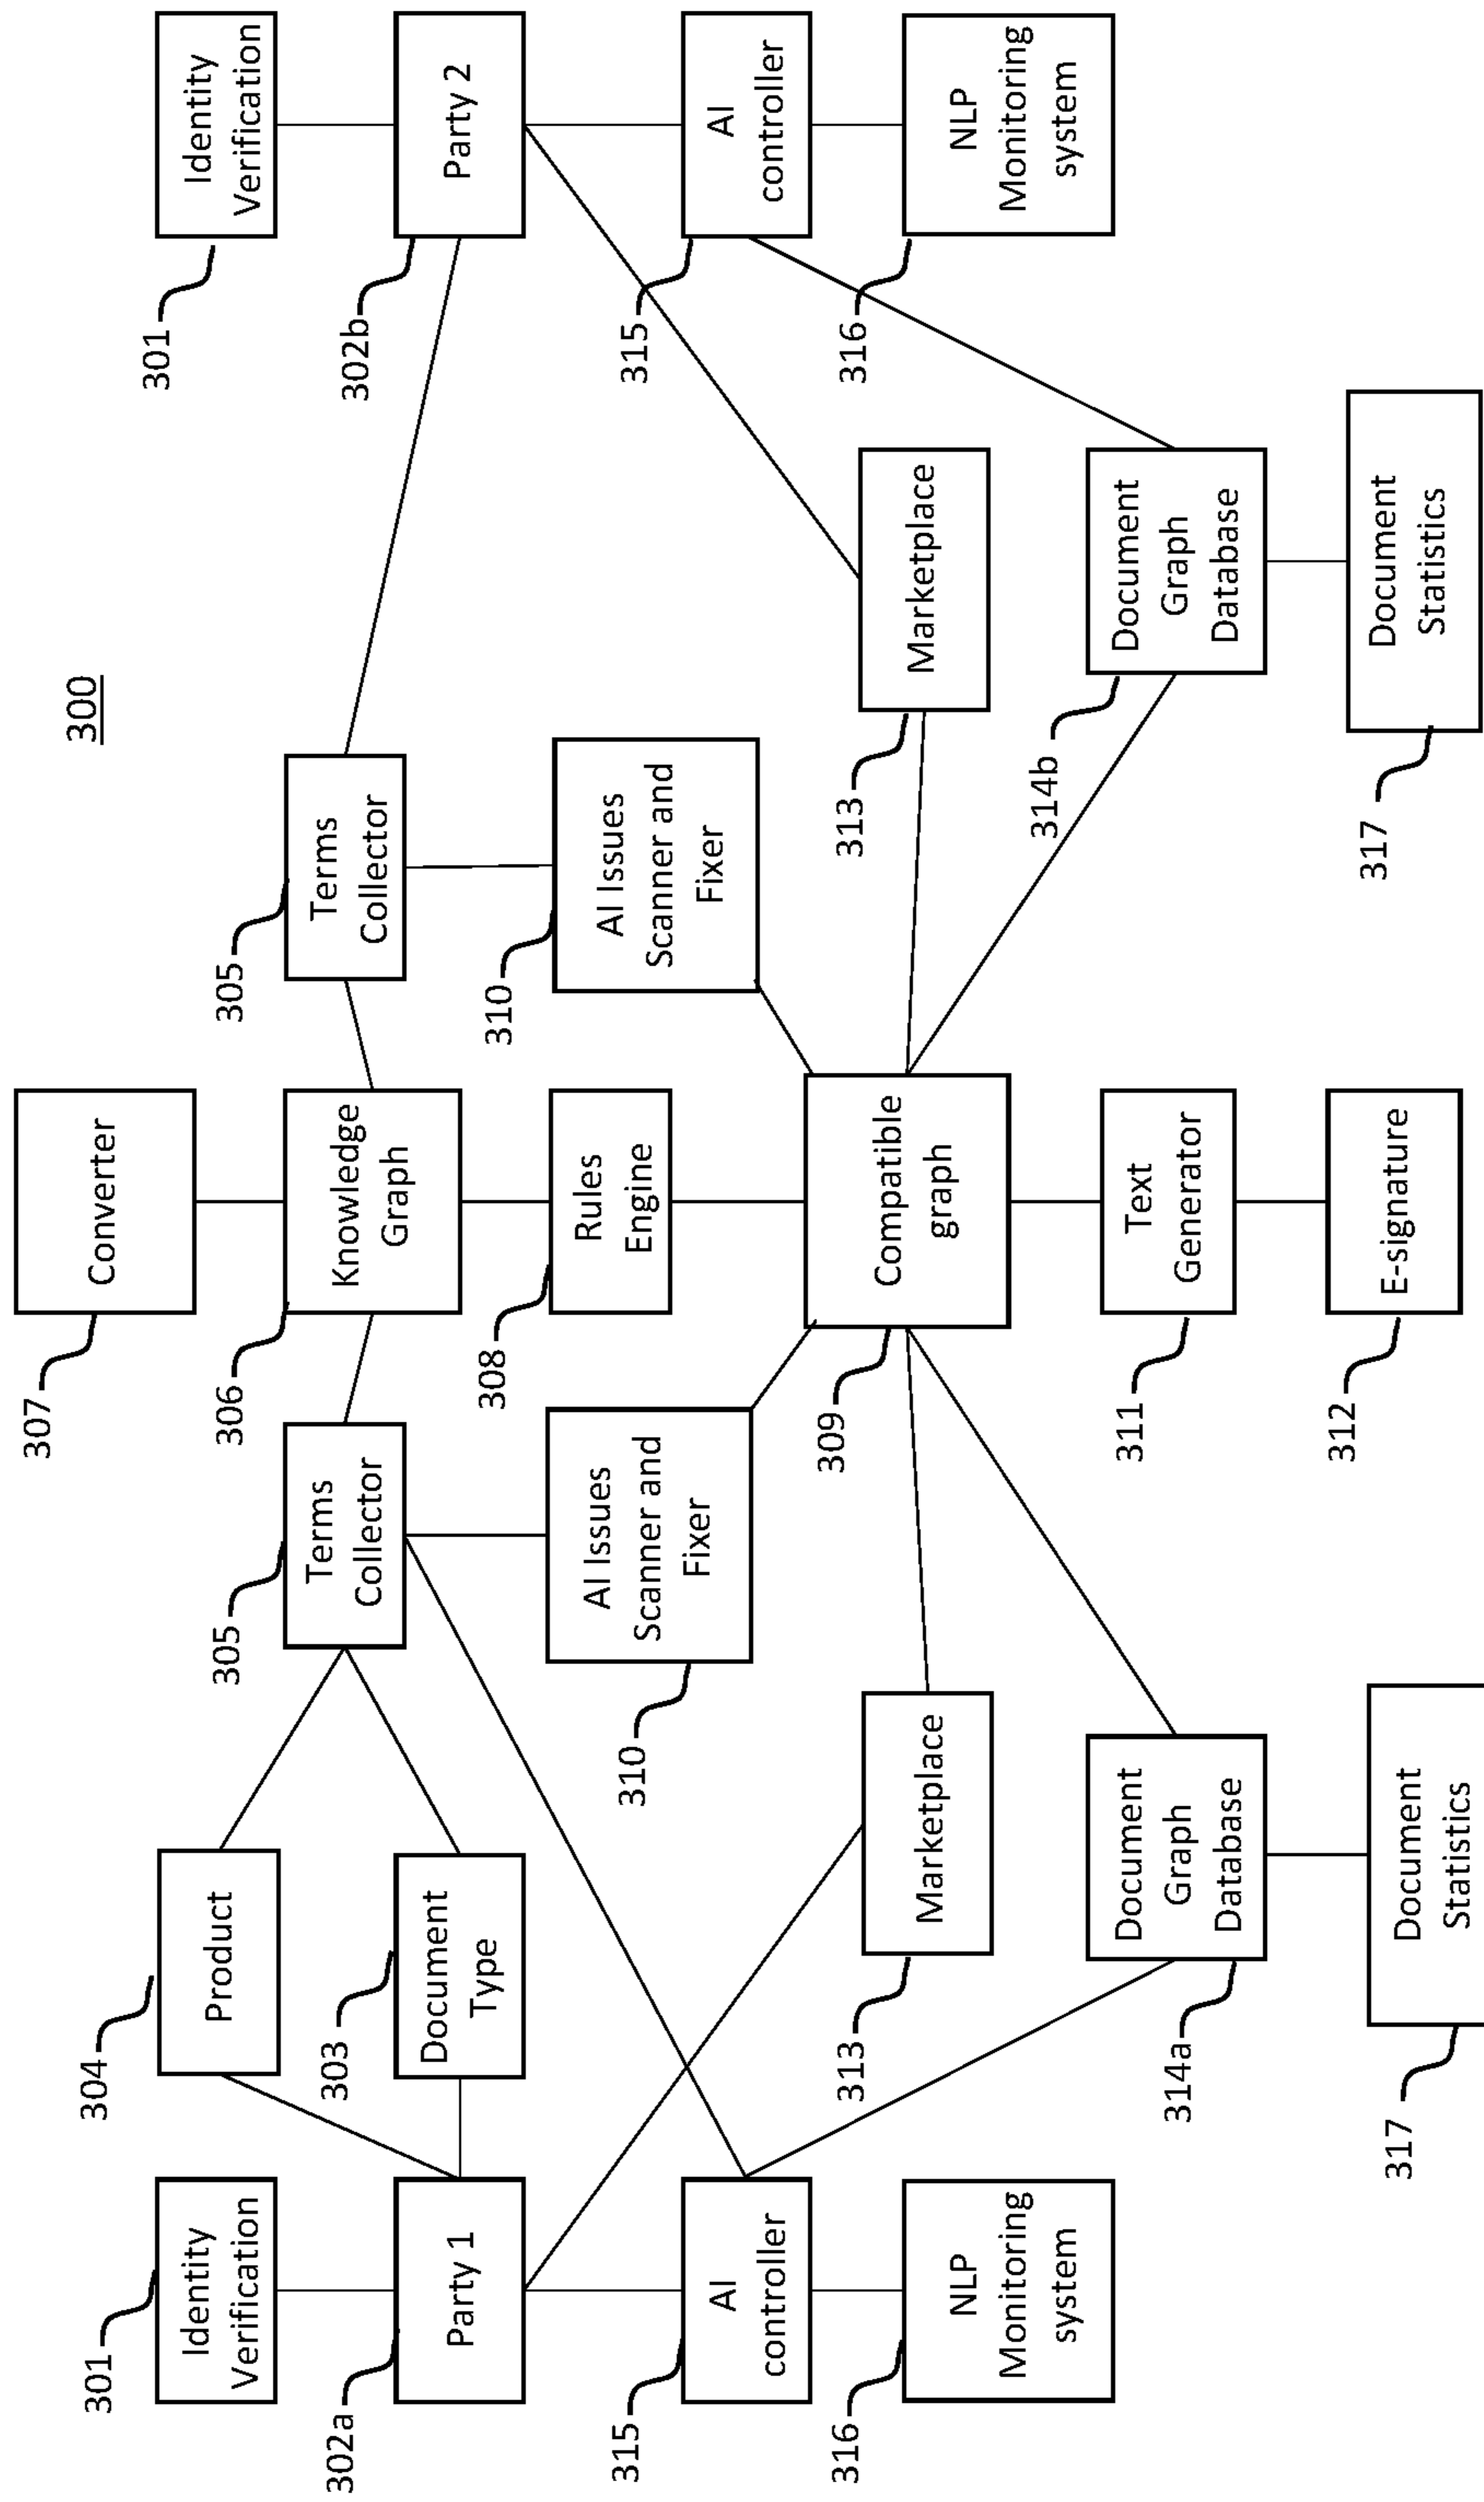 300
307
Converter
301
Identity
Verification
304
Product
305
Terms
Collector
306
Knowledge
Graph
305
Terms
Collector
301
Identity
Verification
302a
Party 1
303
Document
Type
302b
Party 2
310
AI Issues
Scanner and
Fixer
308
Rules
Engine
310
AI Issues
Scanner and
Fixer
315
AI
controller
315
AI
controller
316
NLP
Monitoring
system
313
Marketplace
309
Compatible
graph
313
Marketplace
316
NLP
Monitoring
system
314a
Document
Graph
Database
311
Text
Generator
314b
Document
Graph
Database
317
Document
Statistics
312
E-signature
317
Document
Statistics